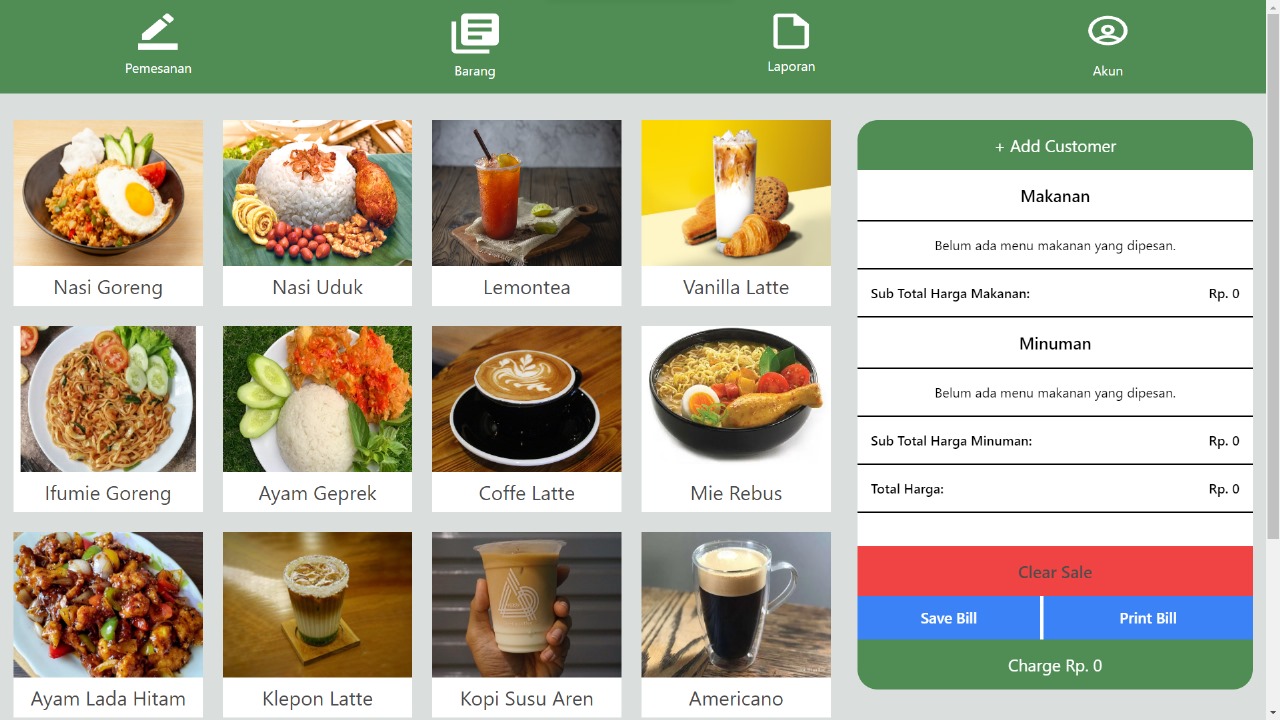 Pemesanan
Barang
Laporan
Akun
Nasi Goreng
Nasi Uduk
Lemontea
Vanilla Latte
Ifumie Goreng
Ayam Geprek
Coffe Latte
Mie Rebus
Ayam Lada Hitam
Klepon Latte
Kopi Susu Aren
Americano
+ Add Customer
Makanan
Belum ada menu makanan yang dipesan.
Sub Total Harga Makanan: Rp. 0
Minuman
Belum ada menu makanan yang dipesan.
Sub Total Harga Minuman: Rp. 0
Total Harga: Rp. 0
Clear Sale
Save Bill Print Bill
Charge Rp. 0